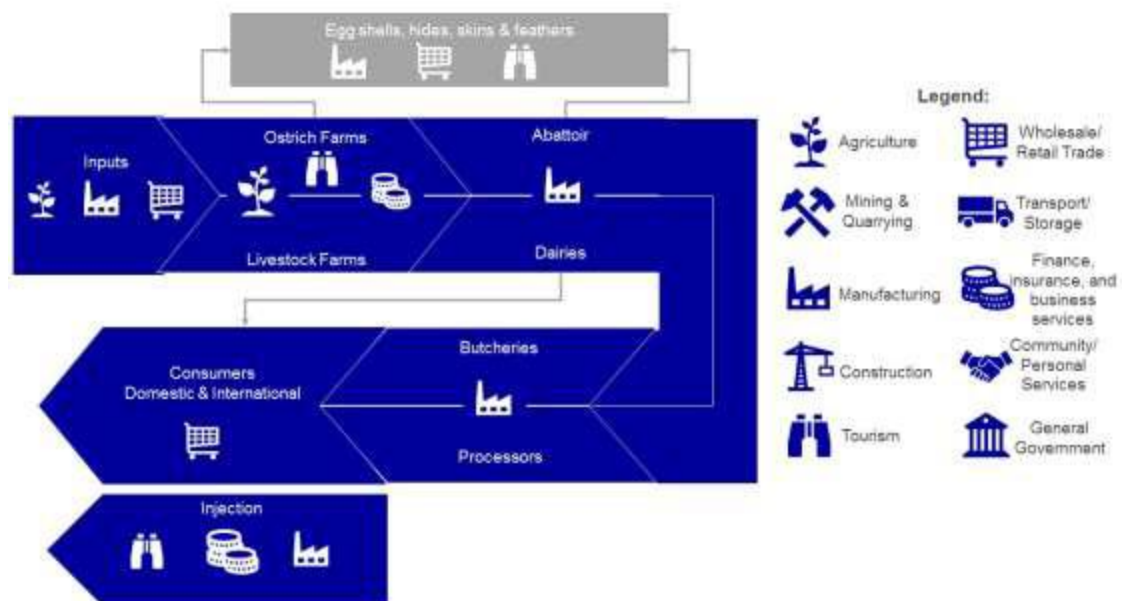 Egg shells, hides, skins & feathers
Inputs
Ostrich Farms
Livestock Farms
Abattoir
Dairies
Butcheries
Processors
Consumers
Domestic & International
Injection
Legend:
Agriculture
Wholesale/
Retail Trade
Mining &
Quarrying
Transport/
Storage
Manufacturing
Finance,
insurance, and
business
services
Construction
Community/
Personal
Services
Tourism
General
Government